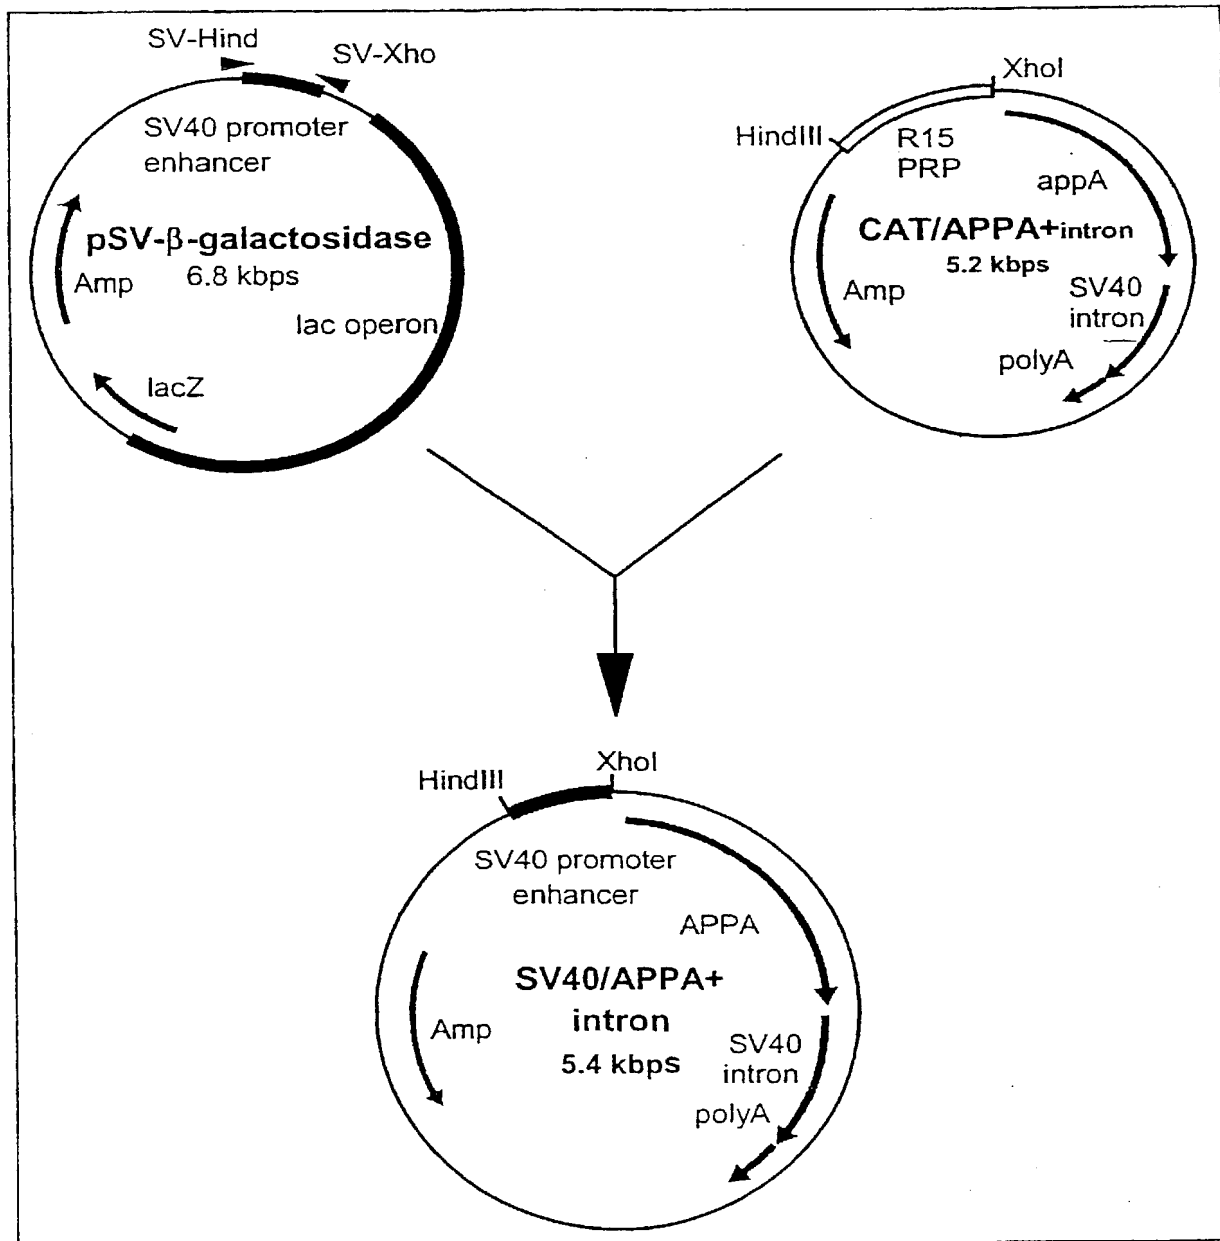 SV-Hind
SV-Xho
SV40 promoter
enhancer
pSV-β-galactosidase
6.8 kbps
Amp
lac operon
lacZ
XhoI
HindIII
R15
PRP
appA
CAT/APPA+intron
5.2 kbps
Amp
SV40
intron
polyA
XhoI
HindIII
SV40 promoter
enhancer
APPA
SV40/APPA+
intron
5.4 kbps
Amp
SV40
intron
polyA